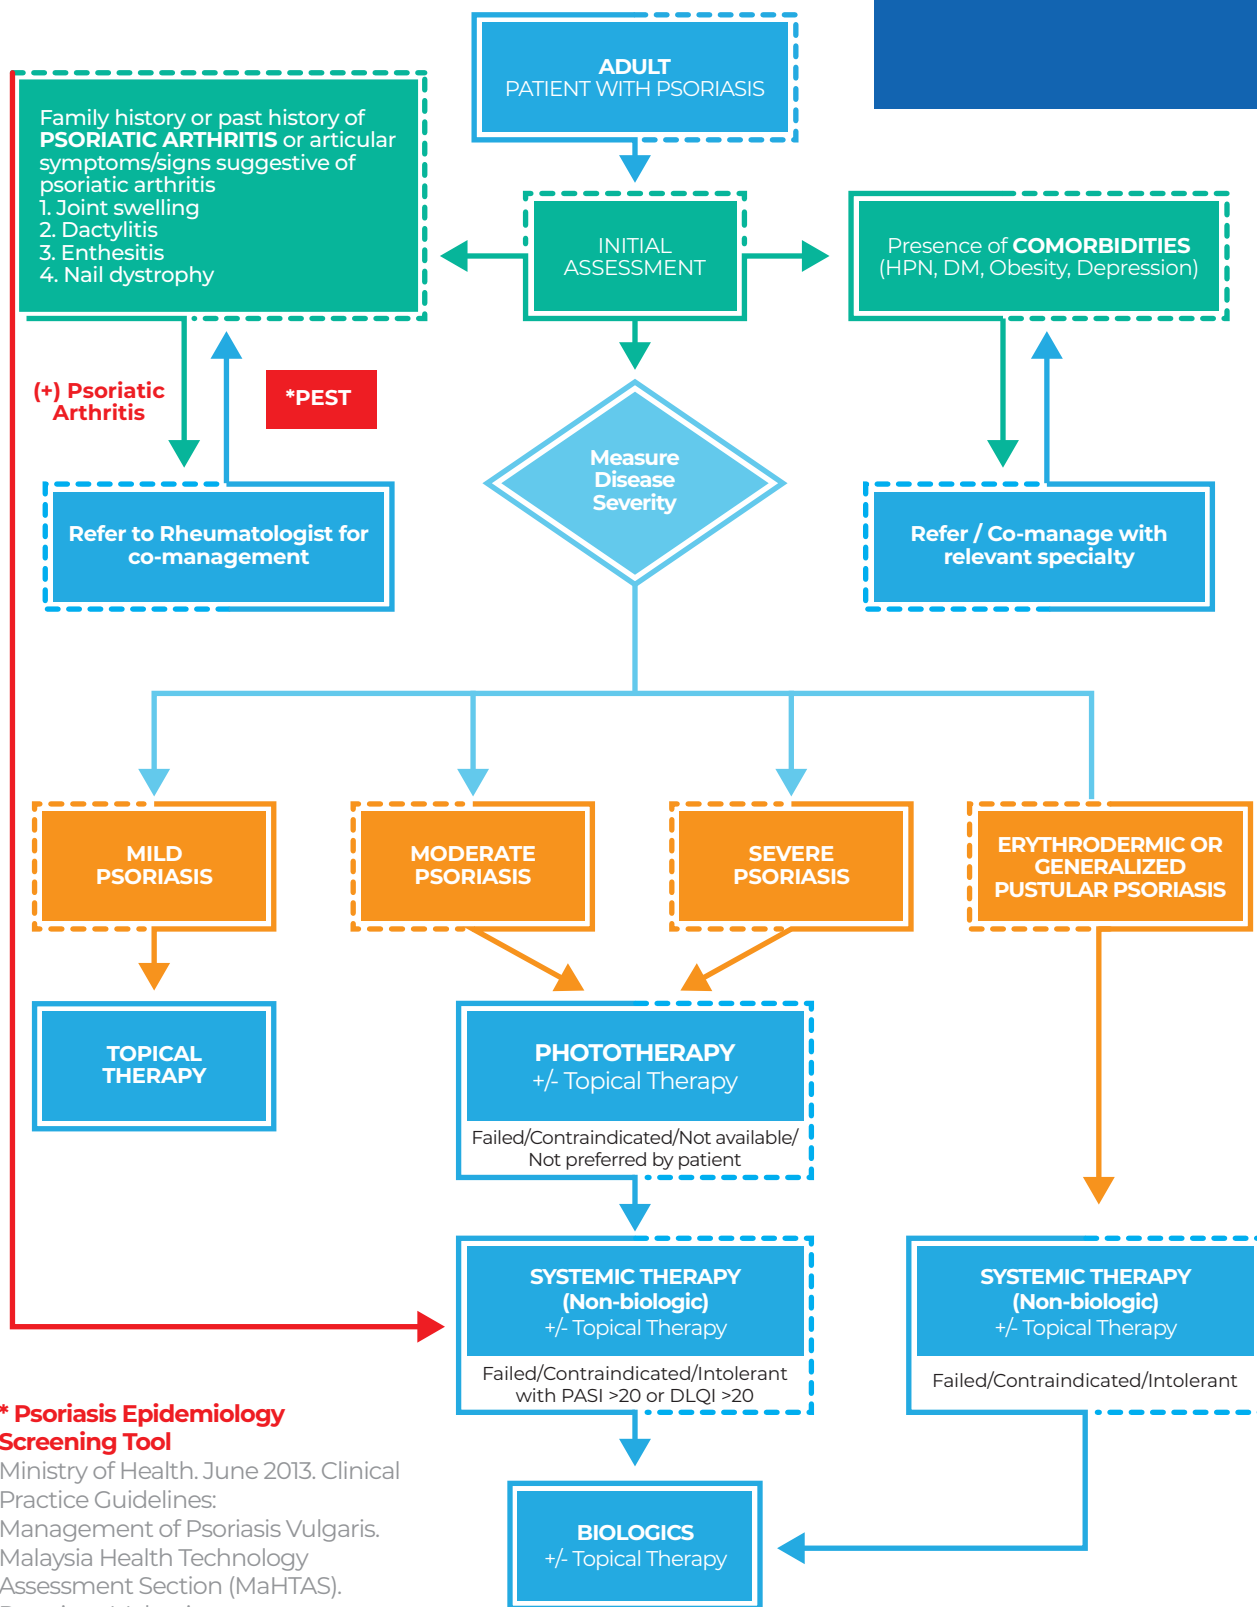 ADULT
PATIENT WITH PSORIASIS
Family history or past history of
PSORIATIC ARTHRITIS or articular
symptoms/signs suggestive of
psoriatic arthritis
1. Joint swelling
2. Dactylitis
3. Enthesitis
4. Nail dystrophy
INITIAL
ASSESSMENT
Presence of COMORBIDITIES
(HPN, DM, Obesity, Depression)
(+) Psoriatic
Arthritis
*PEST
Measure
Disease
Severity
Refer to Rheumatologist for
co-management
Refer / Co-manage with
relevant specialty
MILD
PSORIASIS
MODERATE
PSORIASIS
SEVERE
PSORIASIS
ERYTHRODERMIC OR
GENERALIZED
PUSTULAR PSORIASIS
TOPICAL
THERAPY
PHOTOTHERAPY
+/- Topical Therapy
Failed/Contraindicated/Not available/
Not preferred by patient
SYSTEMIC THERAPY
(Non-biologic)
+/- Topical Therapy
Failed/Contraindicated/Intolerant
with PASI >20 or DLQI >20
SYSTEMIC THERAPY
(Non-biologic)
+/- Topical Therapy
Failed/Contraindicated/Intolerant
BIOLOGICS
+/- Topical Therapy
* Psoriasis Epidemiology
Screening Tool
Ministry of Health. June 2013. Clinical
Practice Guidelines:
Management of Psoriasis Vulgaris.
Malaysia Health Technology
Assessment Section (MaHTAS).